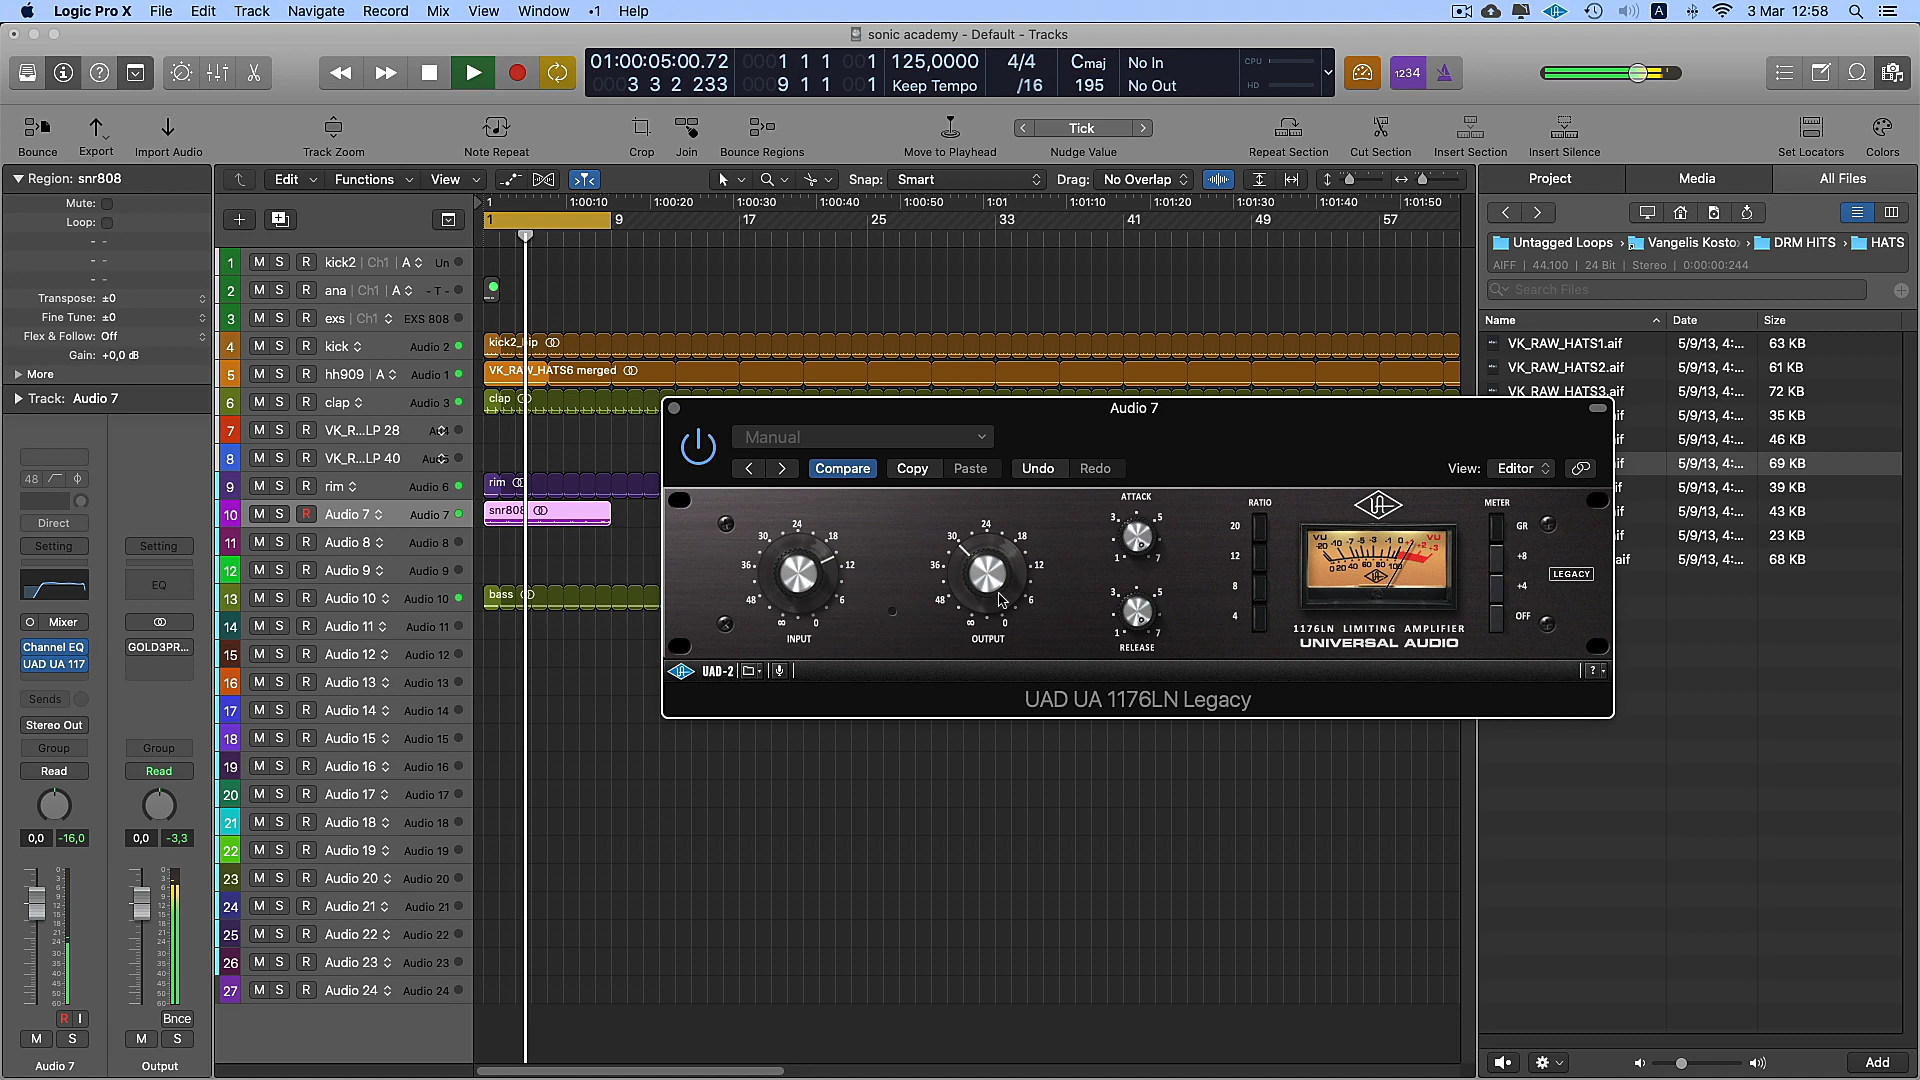 Logic Pro X File Edit Track Navigate Record Mix View Window •1 Help
3 Mar 12:58
sonic academy - Default - Tracks
01:00:05:00.72 0001 1 1 001 125,0000 4/4 Cmaj No In
0003 3 2 233 0009 1 1 001 Keep Tempo /16 195 No Out
CPU
HD
1234
Bounce Export Import Audio Track Zoom Note Repeat Crop Join Bounce Regions Move to Playhead
Tick
Nudge Value Repeat Section Cut Section Insert Section Insert Silence Set Locators Colors
Region: snr808
Mute:
Loop:
Transpose: ±0
Fine Tune: ±0
Flex & Follow: Off
Gain: +0,0 dB
More
Track: Audio 7
Edit Functions View Snap: Smart Drag: No Overlap
1 1:00:10 1:00:20 1:00:30 1:00:40 1:00:50 1:01 1:01:10 1:01:20 1:01:30 1:01:40 1:01:50
1 9 17 25 33 41 49 57
1 M S R kick2 | Ch1 | A Un
2 M S R ana | Ch1 | A - T -
3 M S R exs | Ch1 EXS 808
4 M S R kick Audio 2
5 M S R hh909 | A Audio 1
6 M S R clap Audio 3
7 M S R VK_R...LP 28
8 M S R VK_R...LP 40
9 M S R rim Audio 6
10 M S R Audio 7 Audio 7
11 M S R Audio 8 Audio 8
12 M S R Audio 9 Audio 9
13 M S R Audio 10 Audio 10
14 M S R Audio 11 Audio 11
15 M S R Audio 12 Audio 12
16 M S R Audio 13 Audio 13
17 M S R Audio 14 Audio 14
18 M S R Audio 15 Audio 15
19 M S R Audio 16 Audio 16
20 M S R Audio 17 Audio 17
21 M S R Audio 18 Audio 18
22 M S R Audio 19 Audio 19
23 M S R Audio 20 Audio 20
24 M S R Audio 21 Audio 21
25 M S R Audio 22 Audio 22
26 M S R Audio 23 Audio 23
27 M S R Audio 24 Audio 24
VK_RAW_HATS6 merged
clap
rim
snr808
bass
48
Direct
Setting Setting
EQ
Mixer
Channel EQ GOLD3PR...
UAD UA 117
Sends
Stereo Out
Group Group
Read Read
0,0 -16,0 0,0 -3,3
R I Bnce
M S M S
Audio 7 Output
Audio 7
Manual
Compare Copy Paste Undo Redo View: Editor
INPUT
∞ 48 36 30 24 18 12 6 0
OUTPUT
∞ 48 36 30 24 18 12 6 0
ATTACK
1 3 5 7
RELEASE
1 3 5 7
RATIO
20
12
8
4
VU VU
1176LN LIMITING AMPLIFIER
UNIVERSAL AUDIO
METER
GR
+8
+4
OFF
LEGACY
UAD-2
?
UAD UA 1176LN Legacy
Project Media All Files
Untagged Loops › Vangelis Kosto › DRM HITS › HATS
AIFF | 44.100 | 24 Bit | Stereo | 0:00:00:244
Search Files
Name Date Size
VK_RAW_HATS1.aif 5/9/13, 4:... 63 KB
VK_RAW_HATS2.aif 5/9/13, 4:... 61 KB
VK_RAW_HATS3.aif 5/9/13, 4:... 72 KB
if 5/9/13, 4:... 35 KB
if 5/9/13, 4:... 46 KB
if 5/9/13, 4:... 69 KB
if 5/9/13, 4:... 39 KB
if 5/9/13, 4:... 43 KB
if 5/9/13, 4:... 23 KB
aif 5/9/13, 4:... 68 KB
Add